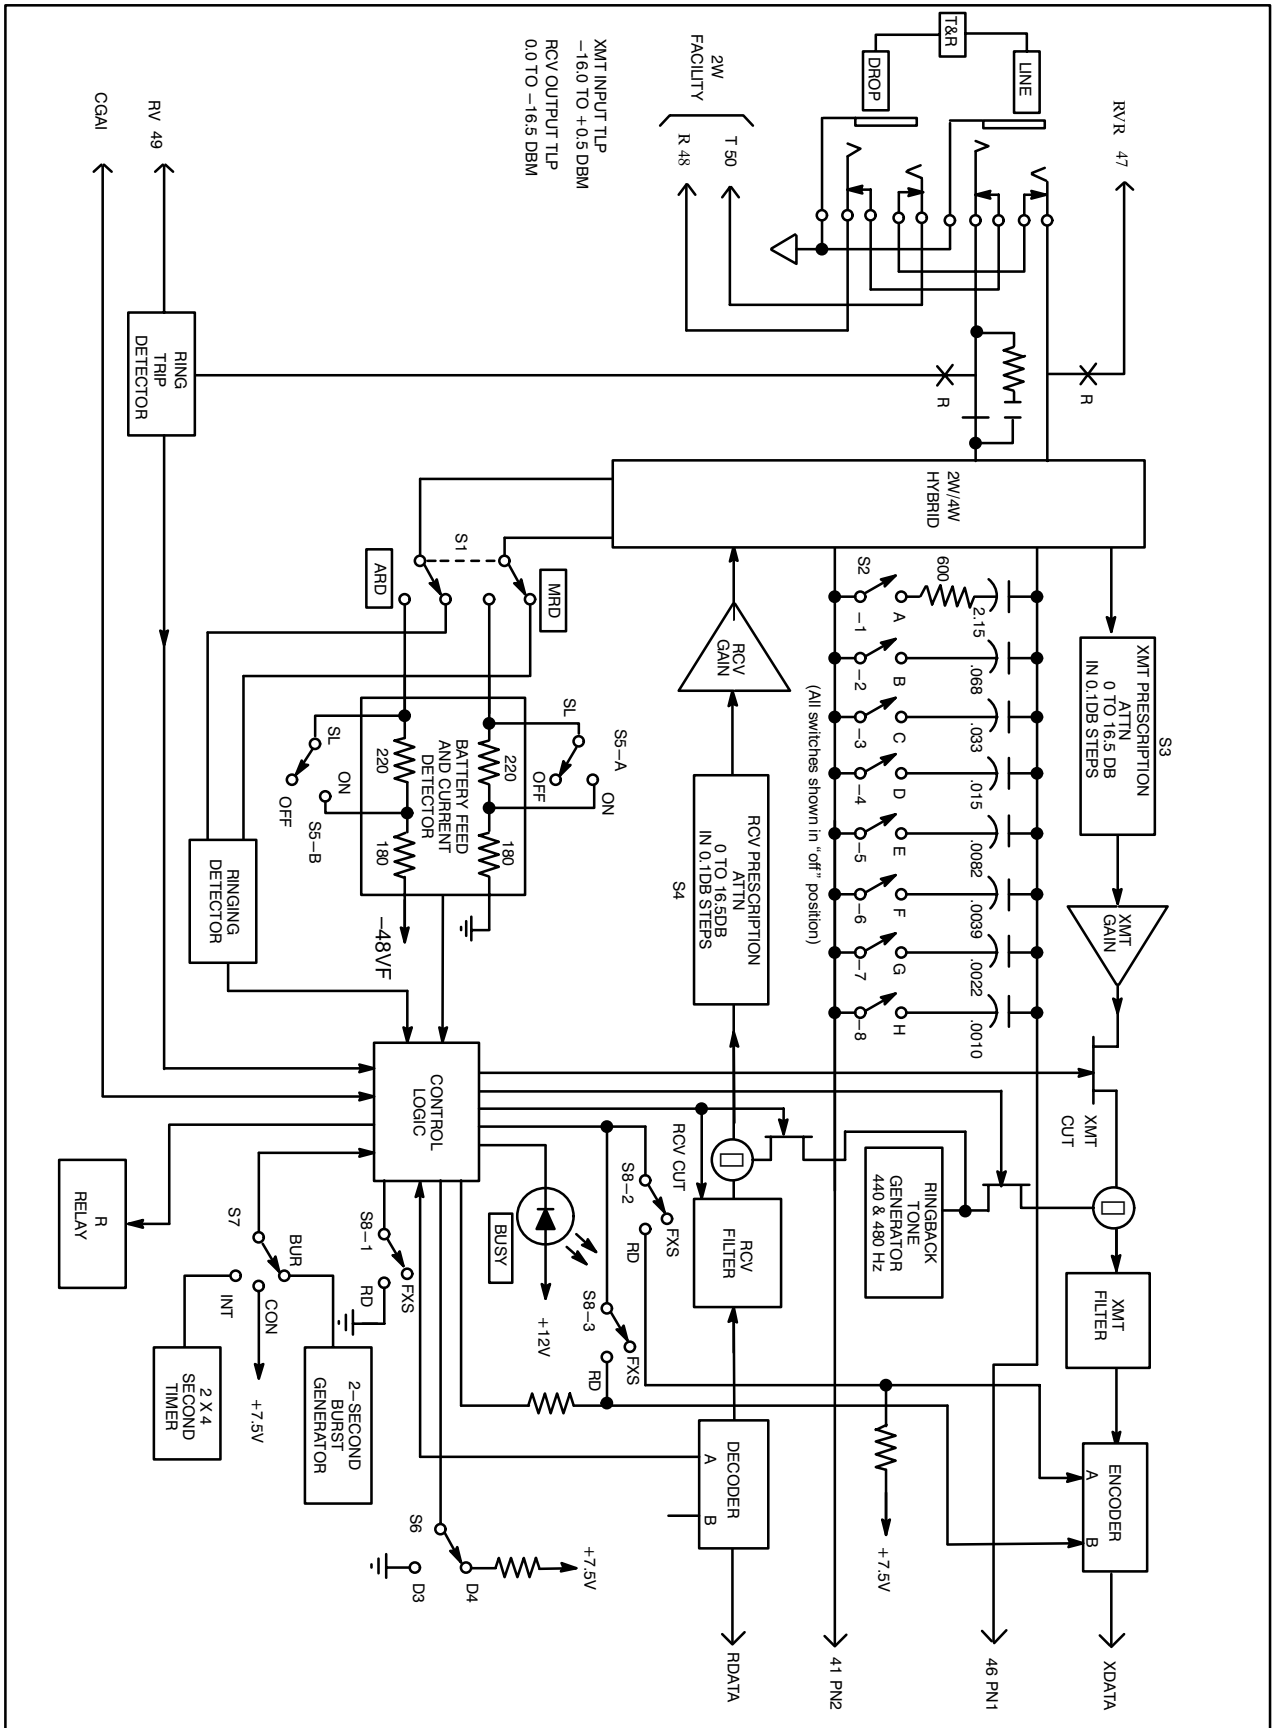 T&R
LINE
DROP
RVR 47
2W
FACILITY
T 50
R 48
XMT INPUT TLP
−16.0 TO +0.5 DBM
RCV OUTPUT TLP
0.0 TO −16.5 DBM
RV 49
CGAI
R
R
RING
TRIP
DETECTOR
2W/4W
HYBRID
S3
XMT PRESCRIPTION
ATTN
0 TO 16.5 DB
IN 0.1DB STEPS
XMT
GAIN
XMT
CUT
XMT
FILTER
ENCODER
A
B
XDATA
600
2.15
.068
.033
.015
.0082
.0039
.0022
.0010
S2
A
B
C
D
E
F
G
H
−1
−2
−3
−4
−5
−6
−7
−8
(All switches shown in “off” position)
46 PN1
41 PN2
RINGBACK
TONE
GENERATOR
440 & 480 Hz
+7.5V
RCV
GAIN
RCV PRESCRIPTION
ATTN
0 TO 16.5DB
IN 0.1DB STEPS
S4
RCV CUT
RCV
FILTER
DECODER
A
B
RDATA
S1
MRD
ARD
S5−A
SL
ON
OFF
220
180
BATTERY FEED
AND CURRENT
DETECTOR
220
180
SL
ON
OFF
S5−B
−48VF
RINGING
DETECTOR
CONTROL
LOGIC
S8−2
FXS
RD
S8−3
FXS
RD
BUSY
+12V
S8−1
FXS
RD
S6
D4
D3
+7.5V
S7
BUR
CON
INT
+7.5V
2−SECOND
BURST
GENERATOR
2 X 4
SECOND
TIMER
R
RELAY